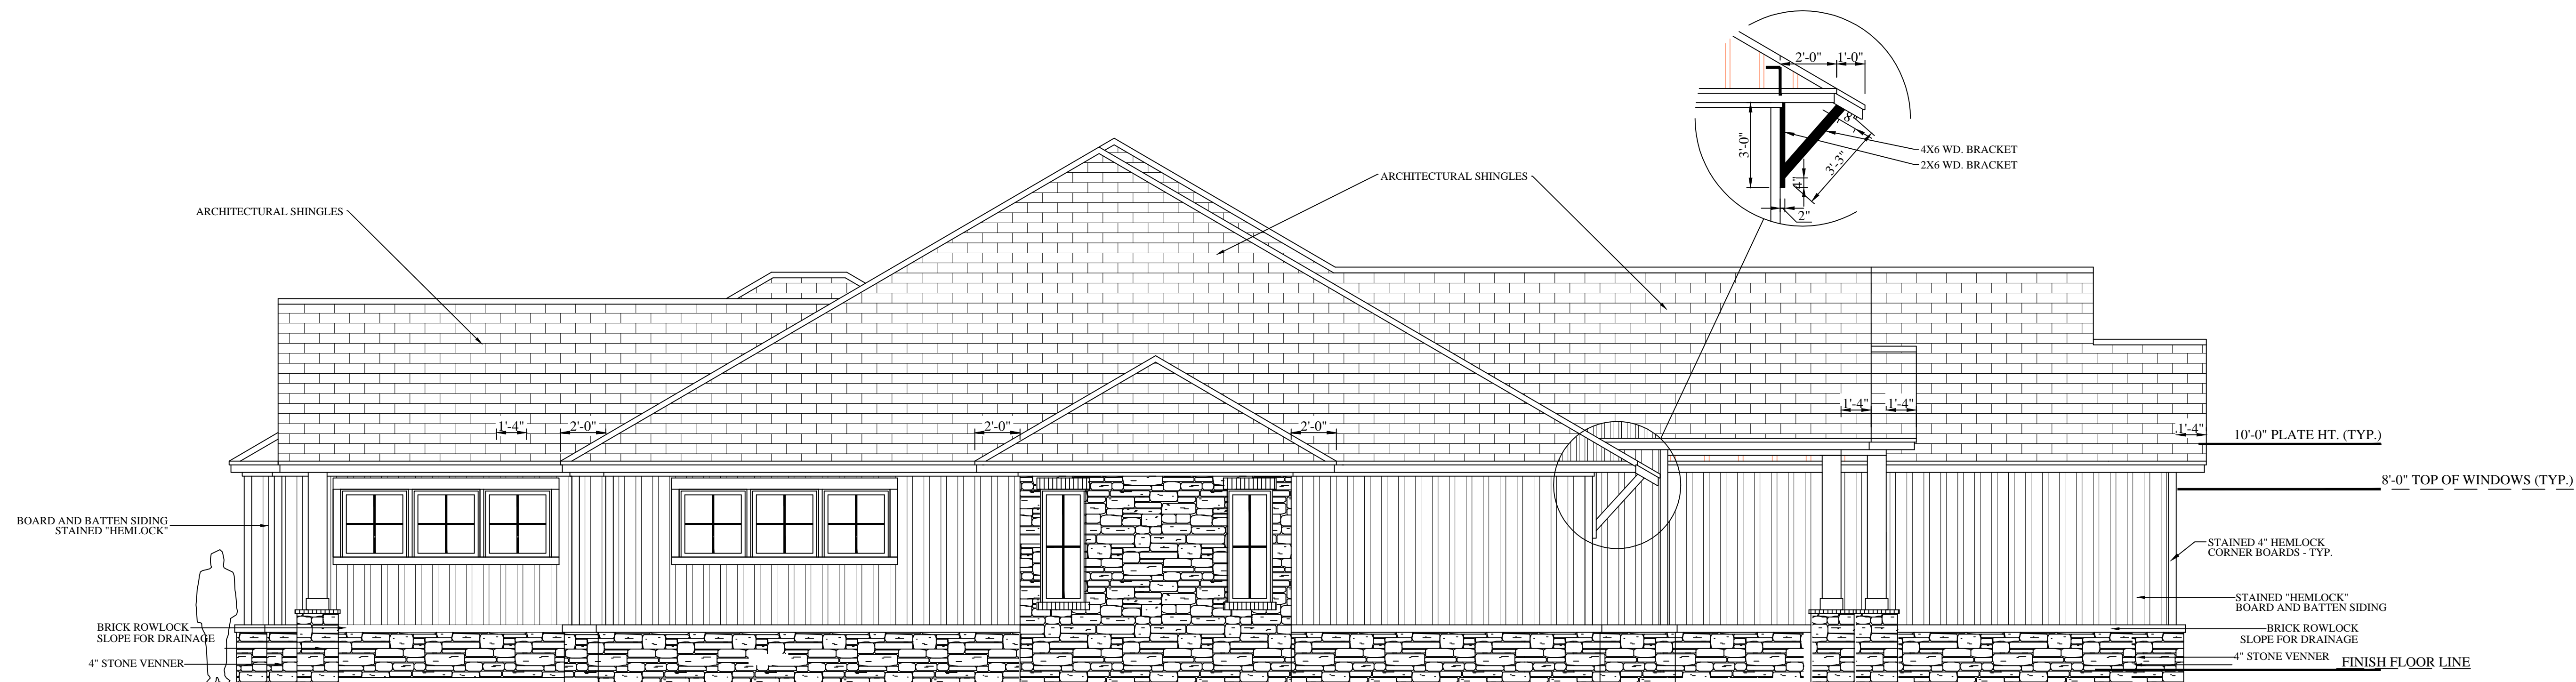 2'-0" 1'-0"
8"
3'-0"
3'-3"
4"
2"
4X6 WD. BRACKET
2X6 WD. BRACKET
ARCHITECTURAL SHINGLES
ARCHITECTURAL SHINGLES
1'-4" 2'-0" 2'-0" 2'-0" 1'-4" 1'-4" 1'-4"
10'-0" PLATE HT. (TYP.)
8'-0" TOP OF WINDOWS (TYP.)
BOARD AND BATTEN SIDING
STAINED "HEMLOCK"
STAINED 4" HEMLOCK
CORNER BOARDS - TYP.
STAINED "HEMLOCK"
BOARD AND BATTEN SIDING
BRICK ROWLOCK
SLOPE FOR DRAINAGE
BRICK ROWLOCK
SLOPE FOR DRAINAGE
4" STONE VENNER
4" STONE VENNER
FINISH FLOOR LINE